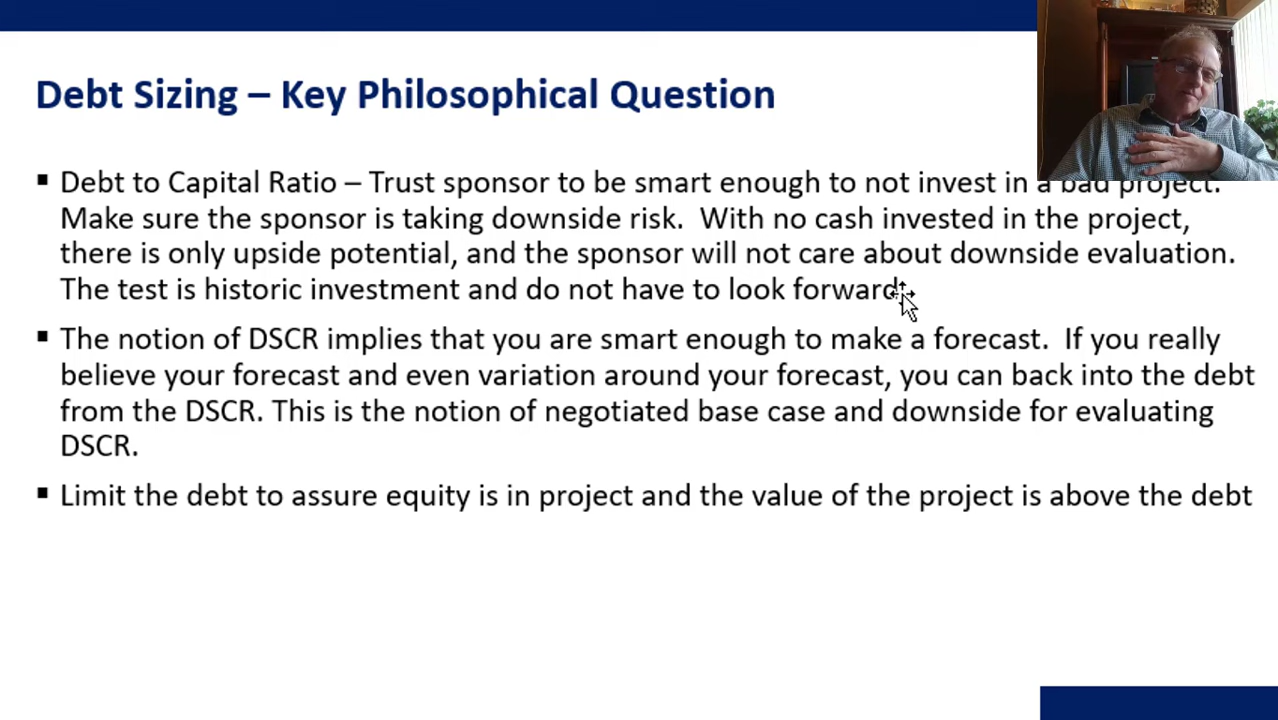 Debt Sizing – Key Philosophical Question
▪ Debt to Capital Ratio – Trust sponsor to be smart enough to not invest in a bad project.
Make sure the sponsor is taking downside risk.  With no cash invested in the project,
there is only upside potential, and the sponsor will not care about downside evaluation.
The test is historic investment and do not have to look forward.
▪ The notion of DSCR implies that you are smart enough to make a forecast.  If you really
believe your forecast and even variation around your forecast, you can back into the debt
from the DSCR. This is the notion of negotiated base case and downside for evaluating
DSCR.
▪ Limit the debt to assure equity is in project and the value of the project is above the debt